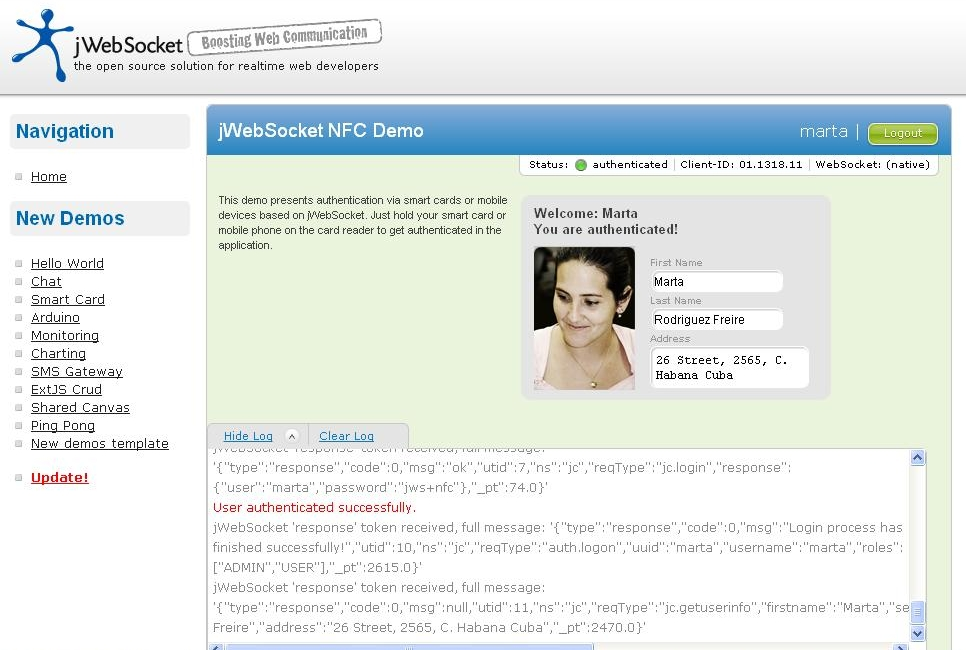 jWebSocket Boosting Web Communication
the open source solution for realtime web developers
Navigation
Home
New Demos
Hello World
Chat
Smart Card
Arduino
Monitoring
Charting
SMS Gateway
ExtJS Crud
Shared Canvas
Ping Pong
New demos template
Update!
jWebSocket NFC Demo
marta | Logout
Status: authenticated Client-ID: 01.1318.11 WebSocket: (native)
This demo presents authentication via smart cards or mobile
devices based on jWebSocket. Just hold your smart card or
mobile phone on the card reader to get authenticated in the
application.
Welcome: Marta
You are authenticated!
First Name
Marta
Last Name
Rodriguez Freire
Address
26 Street, 2565, C.
Habana Cuba
Hide Log Clear Log
jWebSocket 'response' token received, full message:
'{"type":"response","code":0,"msg":"ok","utid":7,"ns":"jc","reqType":"jc.login","response":
{"user":"marta","password":"jws+nfc"},"_pt":74.0}'
User authenticated successfully.
jWebSocket 'response' token received, full message: '{"type":"response","code":0,"msg":"Login process has
finished successfully!","utid":10,"ns":"jc","reqType":"auth.logon","uuid":"marta","username":"marta","roles":
["ADMIN","USER"],"_pt":2615.0}'
jWebSocket 'response' token received, full message:
'{"type":"response","code":0,"msg":null,"utid":11,"ns":"jc","reqType":"jc.getuserinfo","firstname":"Marta","se
Freire","address":"26 Street, 2565, C. Habana Cuba","_pt":2470.0}'